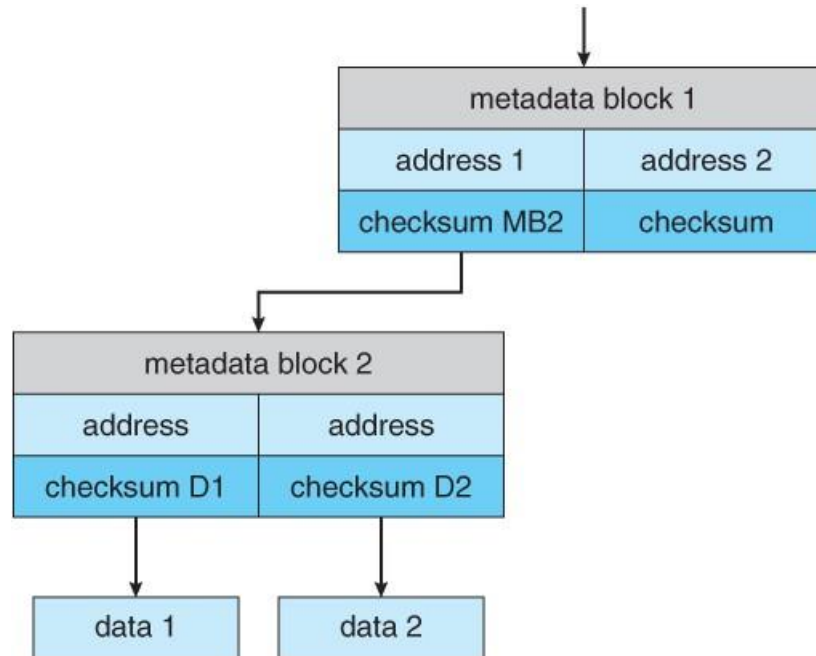 metadata block 1
address 1 address 2
checksum MB2 checksum
metadata block 2
address address
checksum D1 checksum D2
data 1 data 2